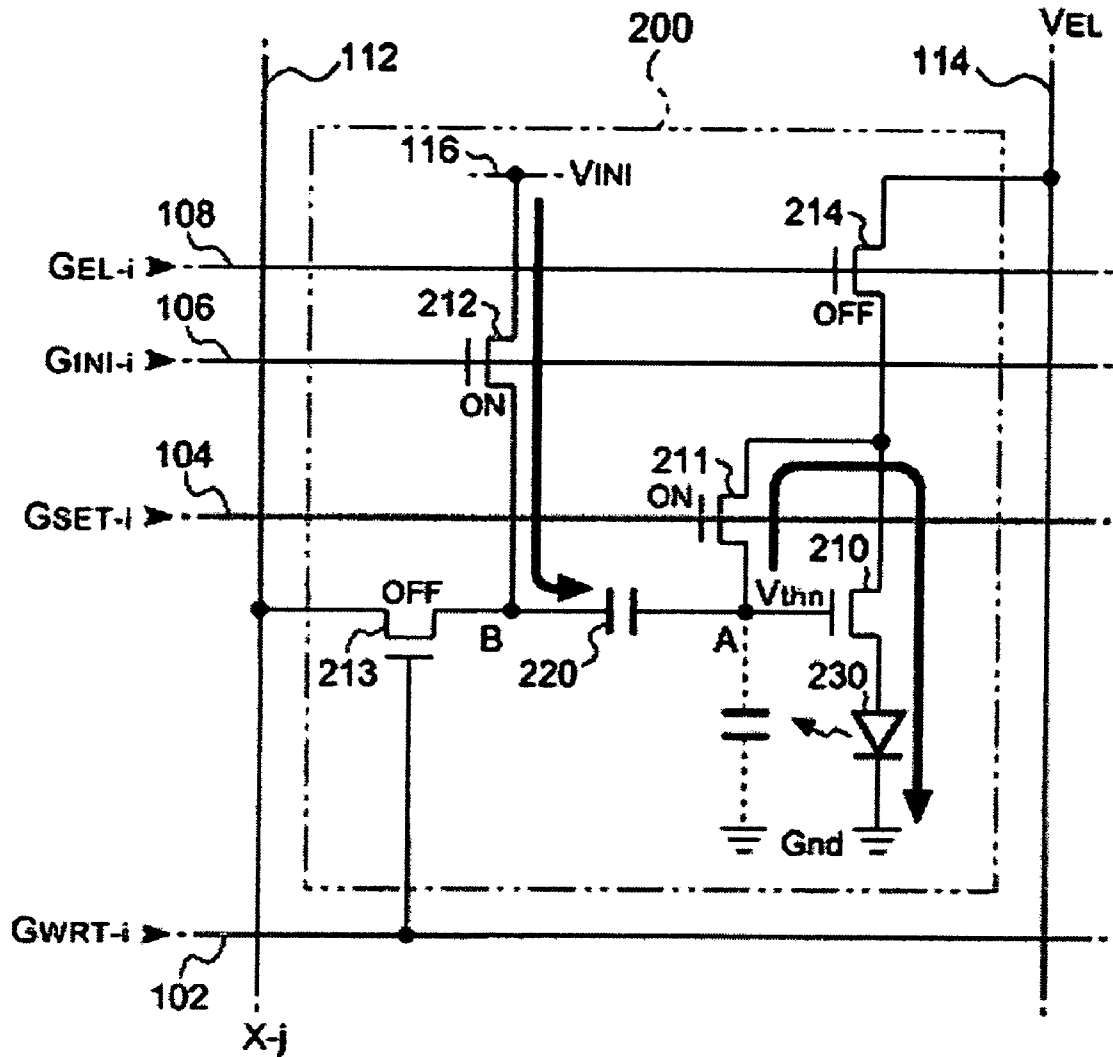 VEL
200
112
114
116
VINI
108
214
GEL-i
OFF
106
212
GINI-i
ON
104
211
ON
GSET-i
210
OFF
Vthn
213
B
220
A
230
Gnd
GWRT-i
102
X-j